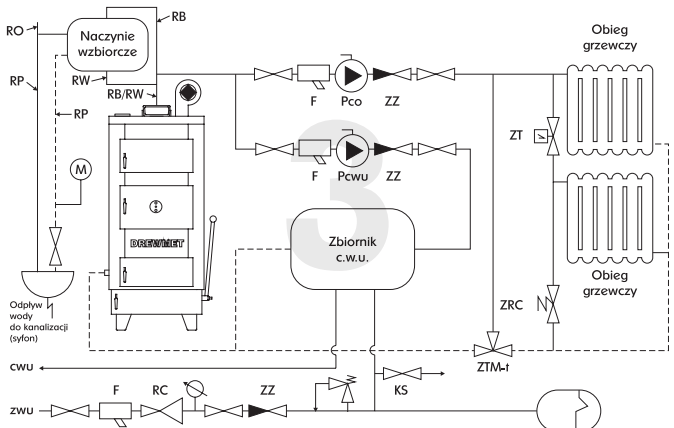 RO
RB
Naczynie
wzbiorcze
Obieg
grzewczy
RP
RW
RB/RW
RP
F
Pco
ZZ
ZT
M
F
Pcwu
ZZ
3
DREWMET
Zbiornik
c.w.u.
Obieg
grzewczy
Odpływ
wody
do kanalizacji
(syfon)
ZRC
ZTM-t
CWU
F
RC
ZZ
KS
ZWU